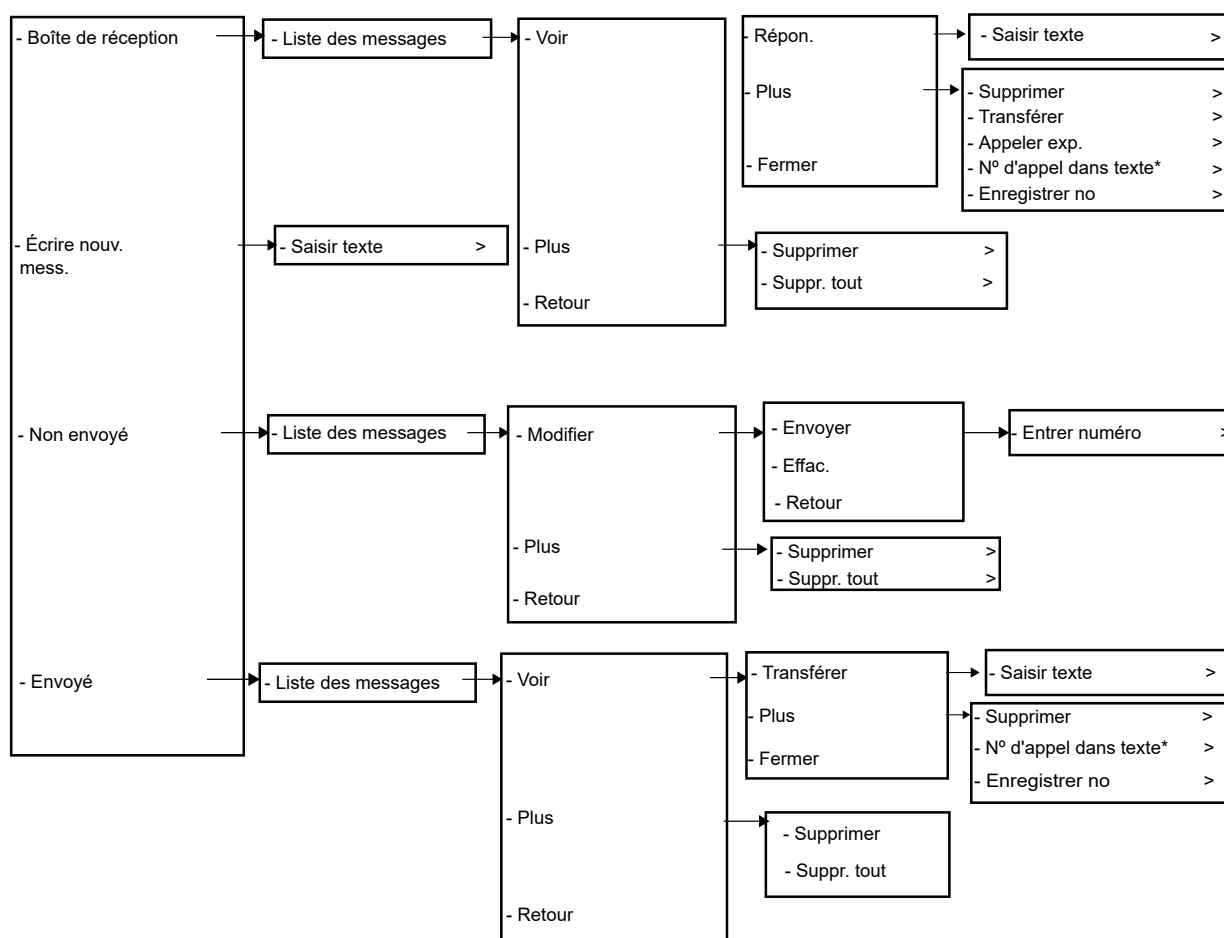 - Boîte de réception
- Liste des messages
- Voir
- Répon.
- Saisir texte >
- Plus
- Supprimer >
- Transférer >
- Appeler exp. >
- Nº d'appel dans texte* >
- Enregistrer no >
- Fermer
- Écrire nouv.
mess.
- Saisir texte >
- Plus
- Supprimer >
- Suppr. tout >
- Retour
- Non envoyé
- Liste des messages
- Modifier
- Envoyer
- Entrer numéro >
- Effac.
- Retour
- Plus
- Supprimer >
- Suppr. tout >
- Retour
- Envoyé
- Liste des messages
- Voir
- Transférer
- Saisir texte >
- Plus
- Supprimer >
- Nº d'appel dans texte* >
- Enregistrer no >
- Fermer
- Plus
- Supprimer
- Suppr. tout
- Retour